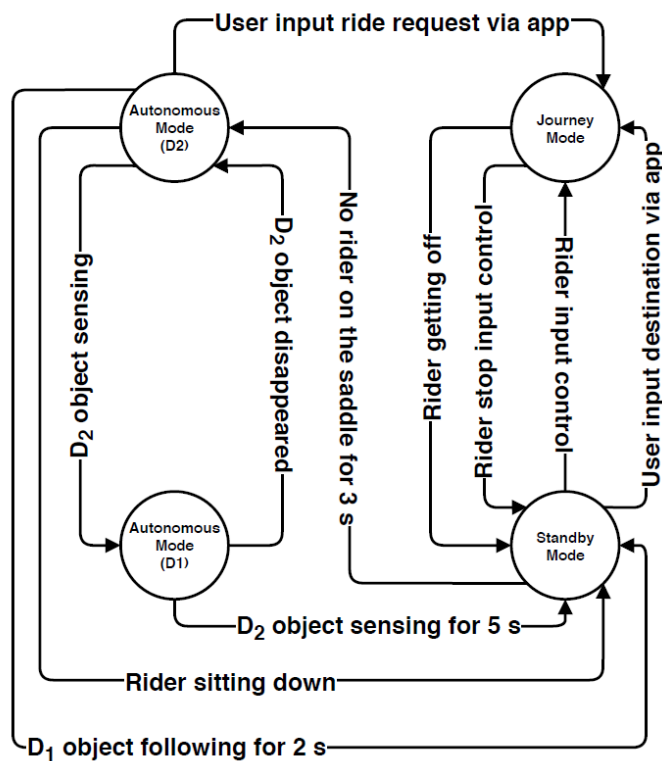 User input ride request via app
Autonomous
Mode
(D2)
Journey
Mode
D₂ object sensing
D₂ object disappeared
No rider on the saddle for 3 s
Rider getting off
Rider stop input control
Rider input control
User input destination via app
Autonomous
Mode
(D1)
Standby
Mode
D₂ object sensing for 5 s
Rider sitting down
D₁ object following for 2 s